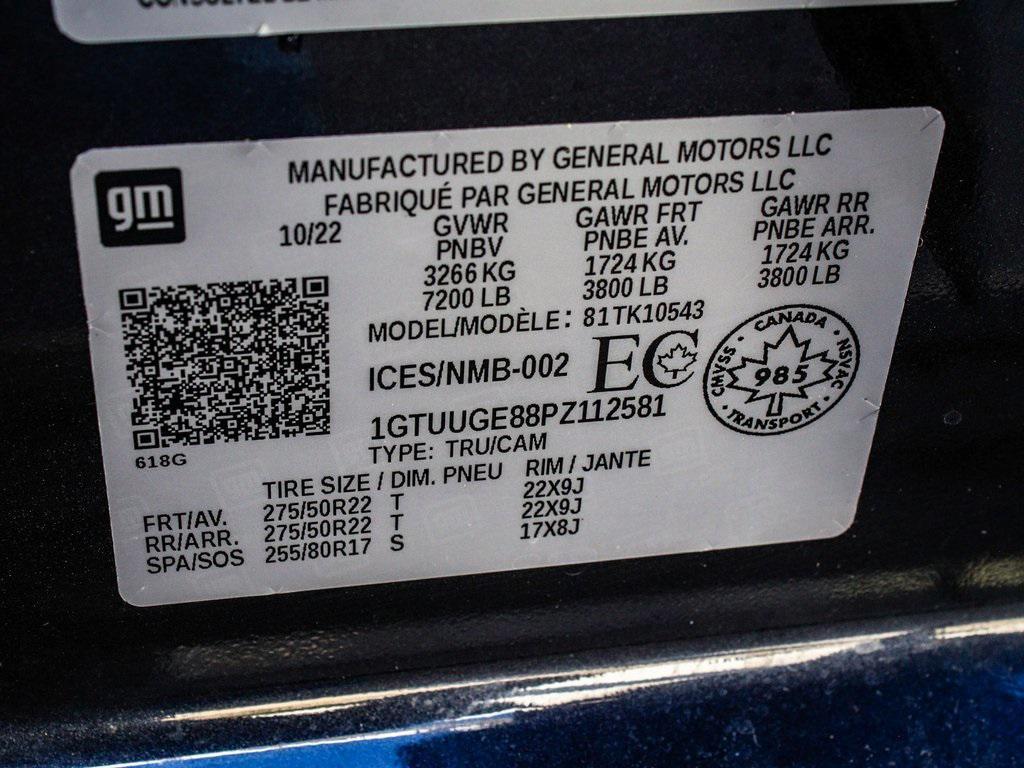 MANUFACTURED BY GENERAL MOTORS LLC
FABRIQUÉ PAR GENERAL MOTORS LLC
gm
10/22
GVWR
PNBV
3266 KG
7200 LB
GAWR FRT
PNBE AV.
1724 KG
3800 LB
GAWR RR
PNBE ARR.
1724 KG
3800 LB
MODEL/MODÈLE: 81TK10543
ICES/NMB-002 EC
CANADA
CMVSS 985 NSVAC
TRANSPORT
1GTUUGE88PZ112581
TYPE: TRU/CAM
618G
TIRE SIZE / DIM. PNEU RIM / JANTE
FRT/AV. 275/50R22 T 22X9J
RR/ARR. 275/50R22 T 22X9J
SPA/SOS 255/80R17 S 17X8J